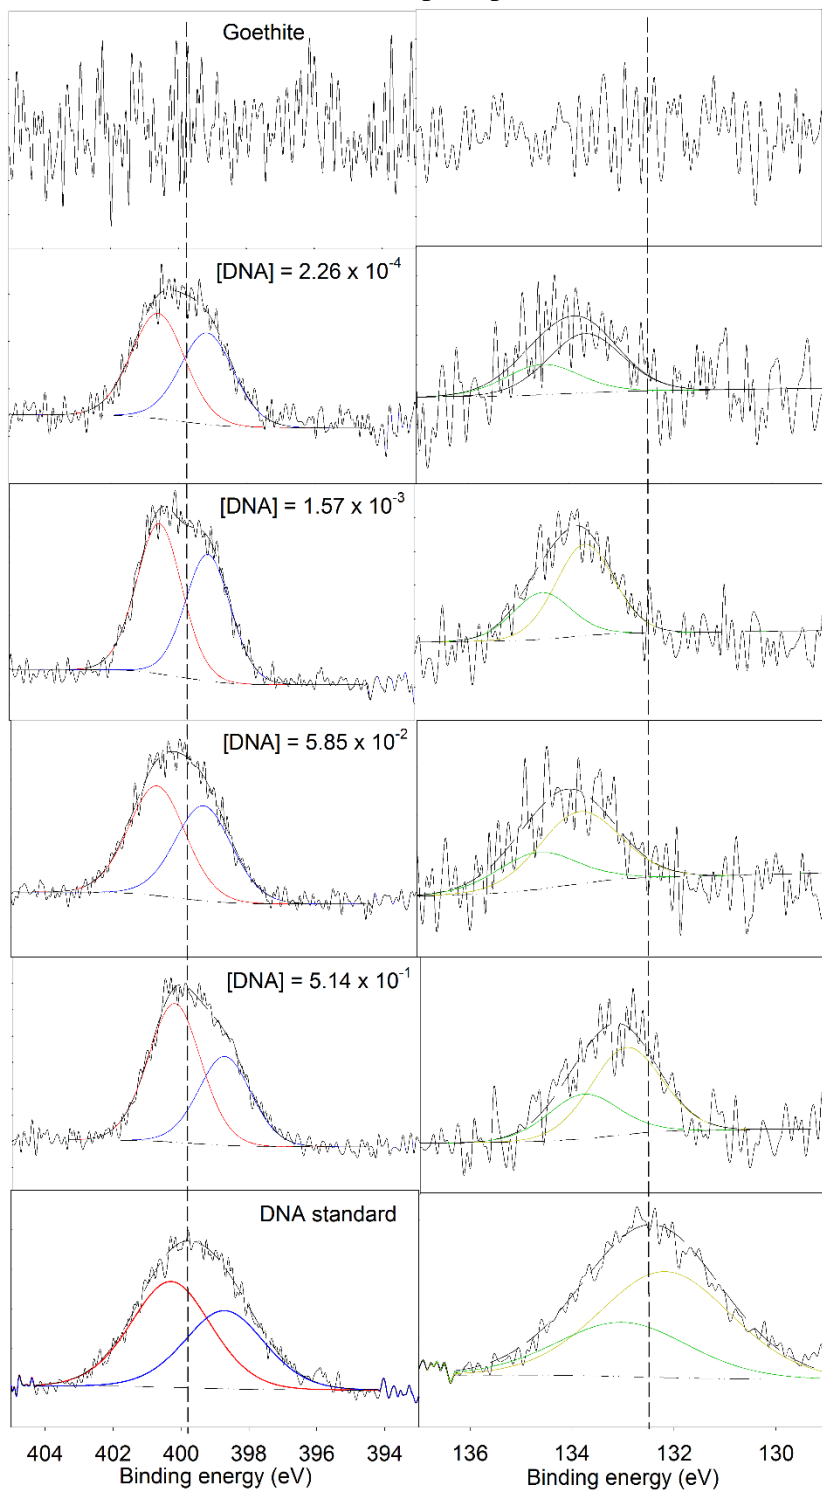 Goethite
[DNA] = 2.26 x 10-4
[DNA] = 1.57 x 10-3
[DNA] = 5.85 x 10-2
[DNA] = 5.14 x 10-1
DNA standard
404 402 400 398 396 394
136 134 132 130
Binding energy (eV)
Binding energy (eV)